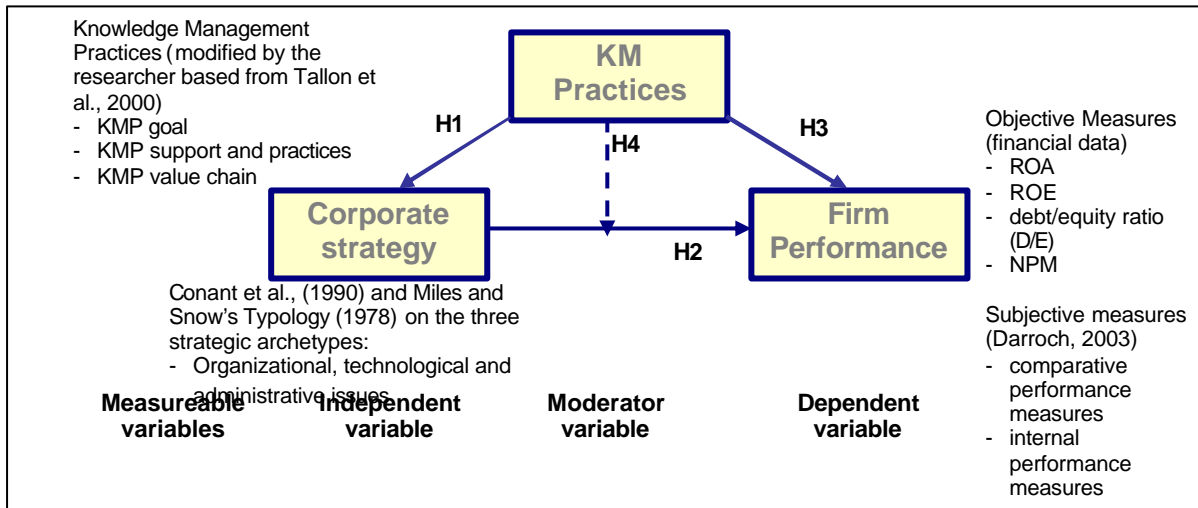 Knowledge Management
Practices (modified by the
researcher based from Tallon et
al., 2000)
- KMP goal
- KMP support and practices
- KMP value chain
KM
Practices
H1
H4
H3
Corporate
strategy
H2
Firm
Performance
Objective Measures
(financial data)
- ROA
- ROE
- debt/equity ratio
(D/E)
- NPM
Conant et al., (1990) and Miles and
Snow's Typology (1978) on the three
strategic archetypes:
- Organizational, technological and
administrative issues
Subjective measures
(Darroch, 2003)
- comparative
performance
measures
- internal
performance
measures
Measureable
variables
Independent
variable
Moderator
variable
Dependent
variable